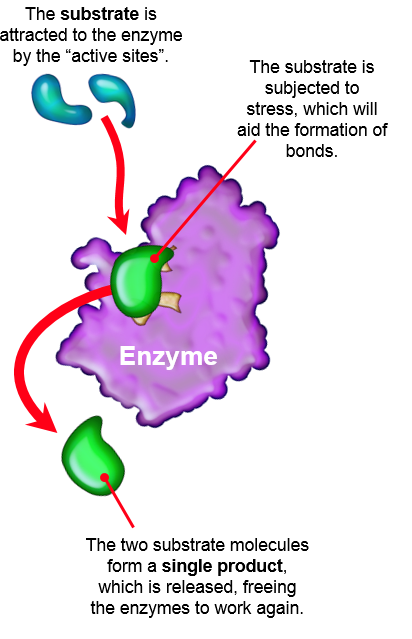 The substrate is
attracted to the enzyme
by the “active sites”.
The substrate is
subjected to
stress, which will
aid the formation of
bonds.
Enzyme
The two substrate molecules
form a single product,
which is released, freeing
the enzymes to work again.